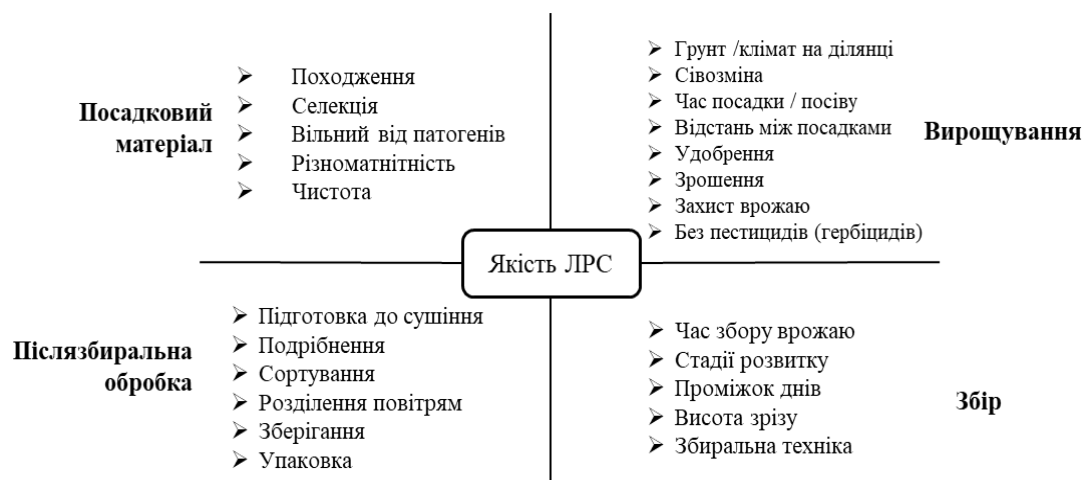 Посадковий
матеріал
Походження
Селекція
Вільний від патогенів
Різноматнітність
Чистота
Грунт /клімат на ділянці
Сівозміна
Час посадки / посіву
Відстань між посадками
Удобрення
Зрошення
Захист врожаю
Без пестицидів (гербіцидів)
Вирощування
Якість ЛРС
Післязбиральна
обробка
Підготовка до сушіння
Подрібнення
Сортування
Розділення повітрям
Зберігання
Упаковка
Час збору врожаю
Стадії розвитку
Проміжок днів
Висота зрізу
Збиральна техніка
Збір